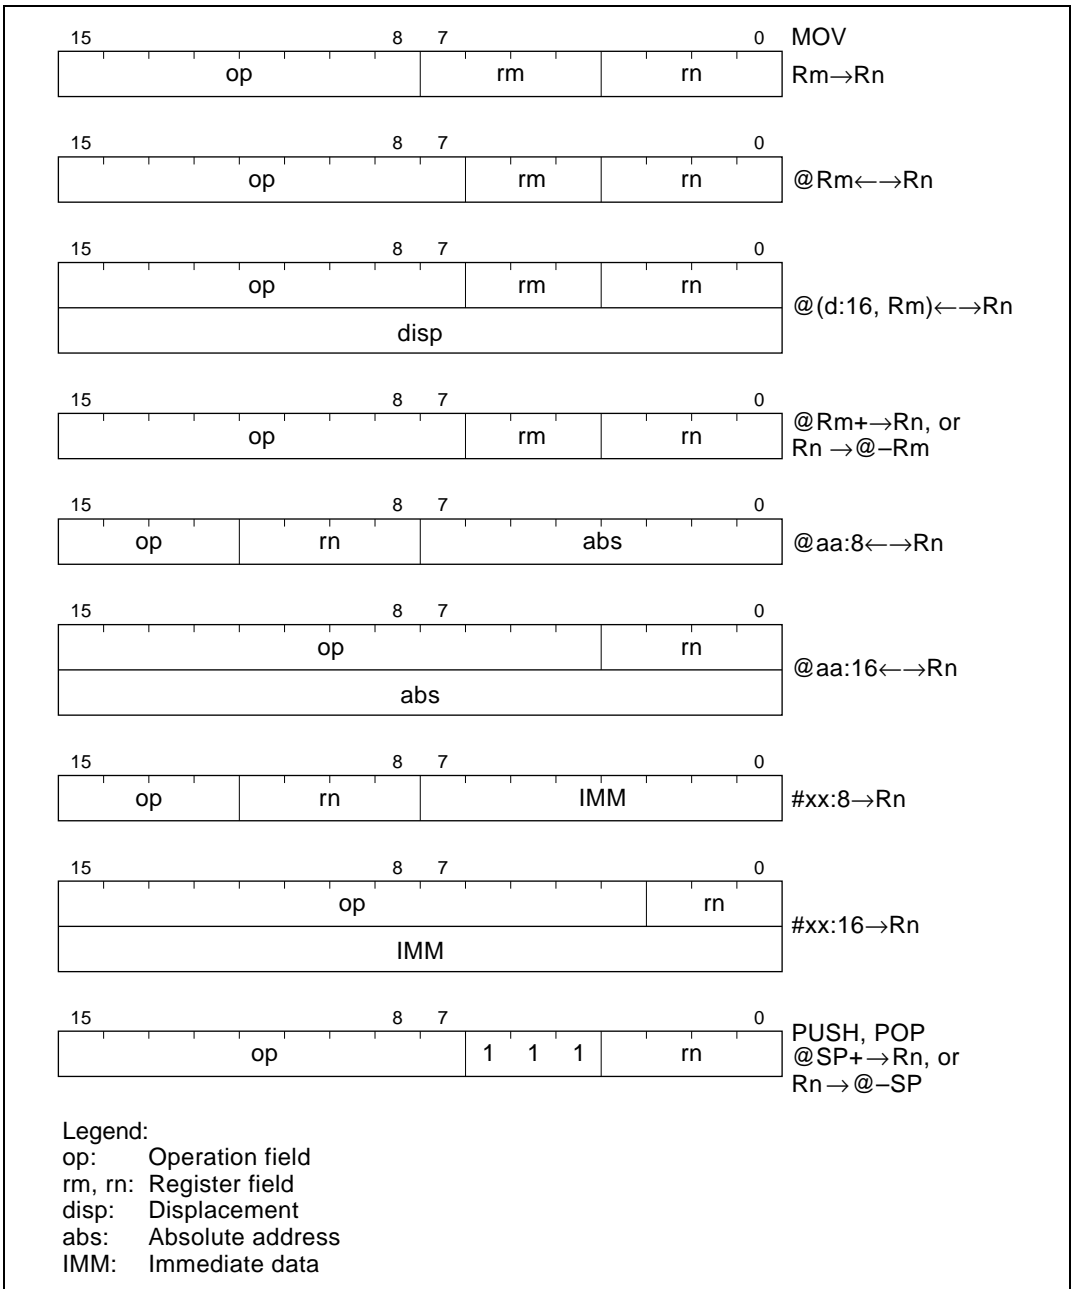 15 8 7 0 MOV
op rm rn Rm→Rn
15 8 7 0
op rm rn @Rm←→Rn
15 8 7 0
op rm rn
@(d:16, Rm)←→Rn
disp
15 8 7 0
@Rm+→Rn, or
op rm rn
Rn →@–Rm
15 8 7 0
op rn abs @aa:8←→Rn
15 8 7 0
op rn
@aa:16←→Rn
abs
15 8 7 0
op rn IMM #xx:8→Rn
15 8 7 0
op rn
#xx:16→Rn
IMM
15 8 7 0
PUSH, POP
op 1 1 1 rn @SP+→Rn, or
Rn→@–SP
Legend:
op: Operation field
rm, rn: Register field
disp: Displacement
abs: Absolute address
IMM: Immediate data